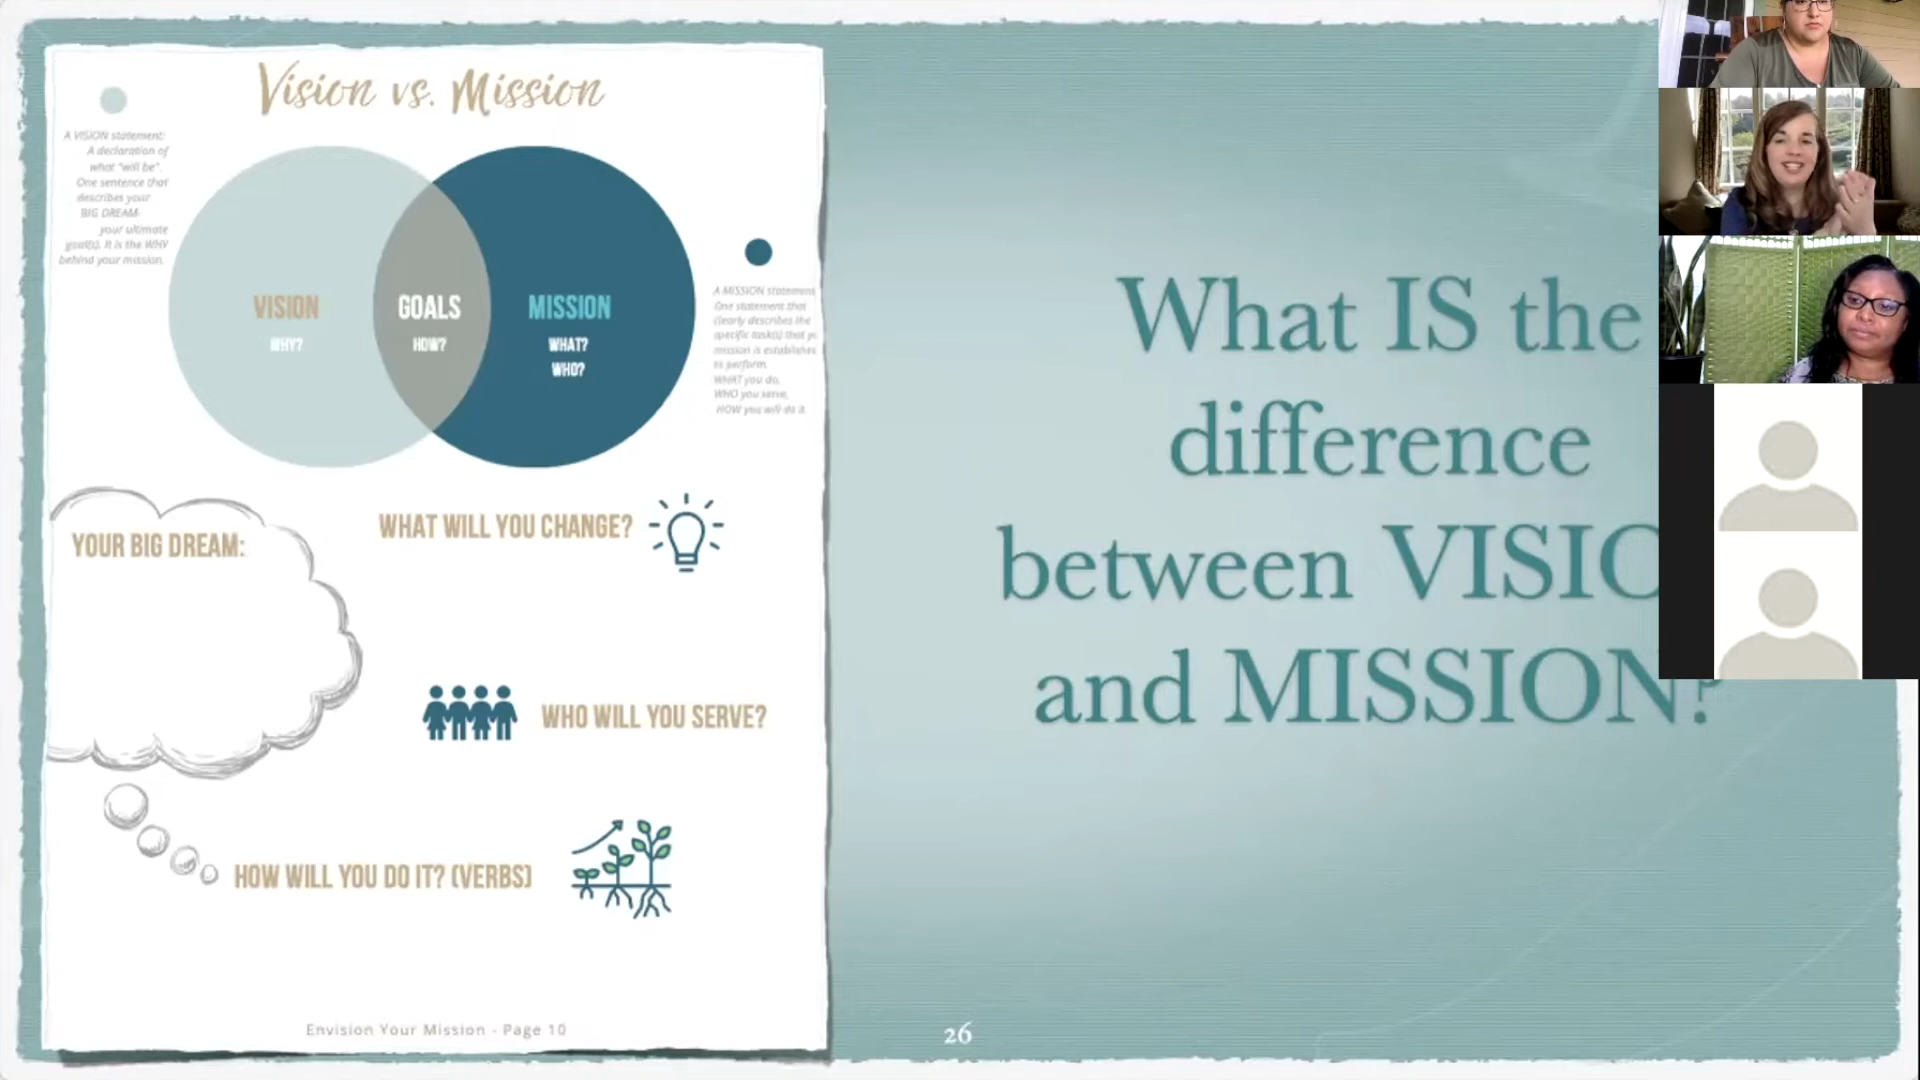 Vision vs. Mission
A VISION statement:
A declaration of
what "will be".
One sentence that
describes your
BIG DREAM-
your ultimate
goal(s). It is the WHY
behind your mission.
VISION
WHY?
GOALS
HOW?
MISSION
WHAT?
WHO?
A MISSION statement
One statement that
clearly describes the
specific task(s) that
mission is
to perform.
WHAT you do,
WHO you serve,
HOW you will do it.
YOUR BIG DREAM:
WHAT WILL YOU CHANGE?
WHO WILL YOU SERVE?
HOW WILL YOU DO IT? (VERBS)
Envision Your Mission - Page 10
What IS the
difference
between VISIO
and MISSION?
26